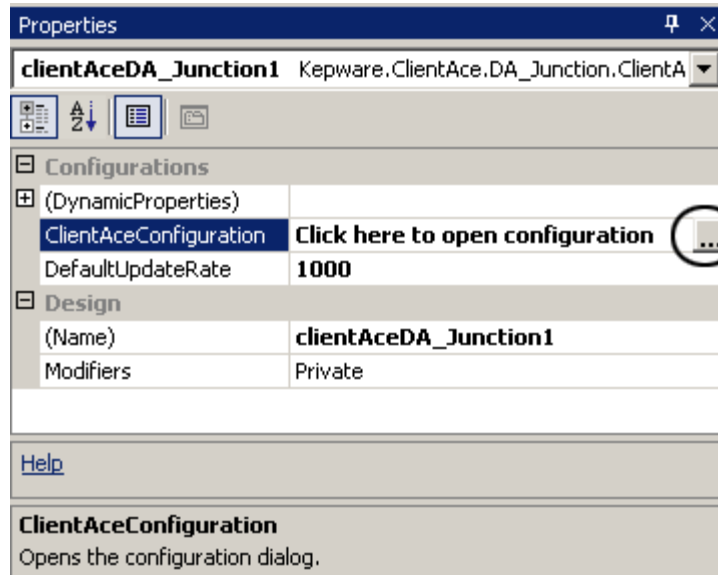 Properties
clientAceDA_Junction1 Kepware.ClientAce.DA_Junction.ClientA
A Z
Configurations
(DynamicProperties)
ClientAceConfiguration Click here to open configuration ...
DefaultUpdateRate 1000
Design
(Name) clientAceDA_Junction1
Modifiers Private
Help
ClientAceConfiguration
Opens the configuration dialog.